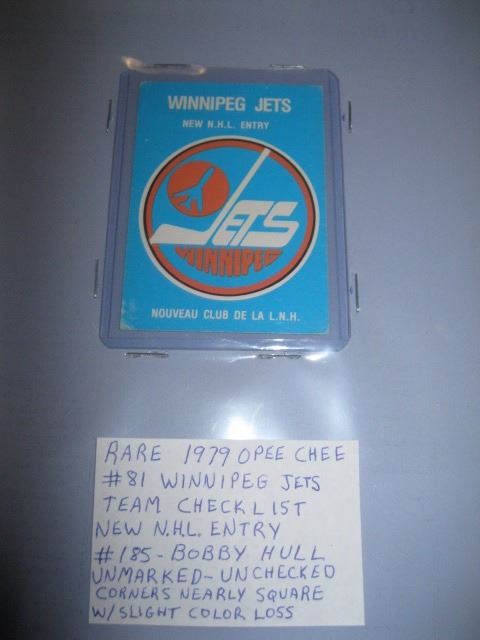 WINNIPEG JETS
NEW N.H.L. ENTRY
JETS
WINNIPEG
NOUVEAU CLUB DE LA L.N.H.
RARE 1979 OPEE CHEE
#81 WINNIPEG JETS
TEAM CHECKLIST
NEW N.H.L. ENTRY
#185-BOBBY HULL
UNMARKED-UNCHECKED
CORNERS NEARLY SQUARE
W/SLIGHT COLOR LOSS